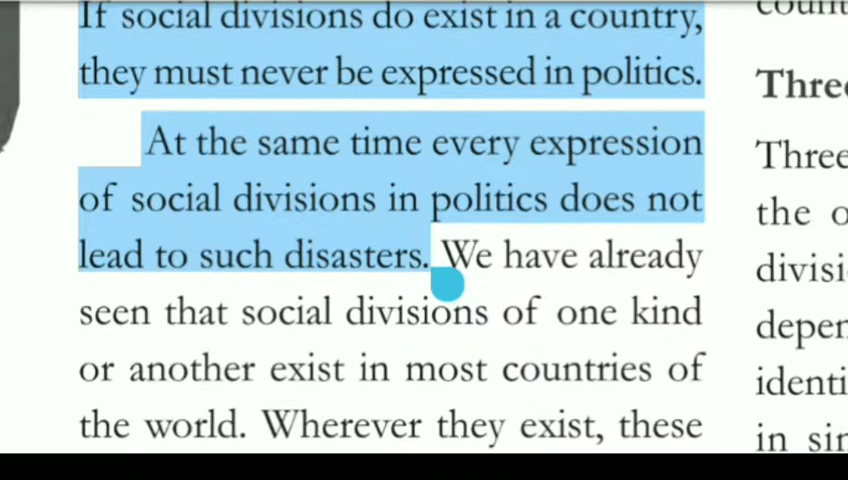 If social divisions do exist in a country,
they must never be expressed in politics.
At the same time every expression
of social divisions in politics does not
lead to such disasters. We have already
seen that social divisions of one kind
or another exist in most countries of
the world. Wherever they exist, these
Three
the
in